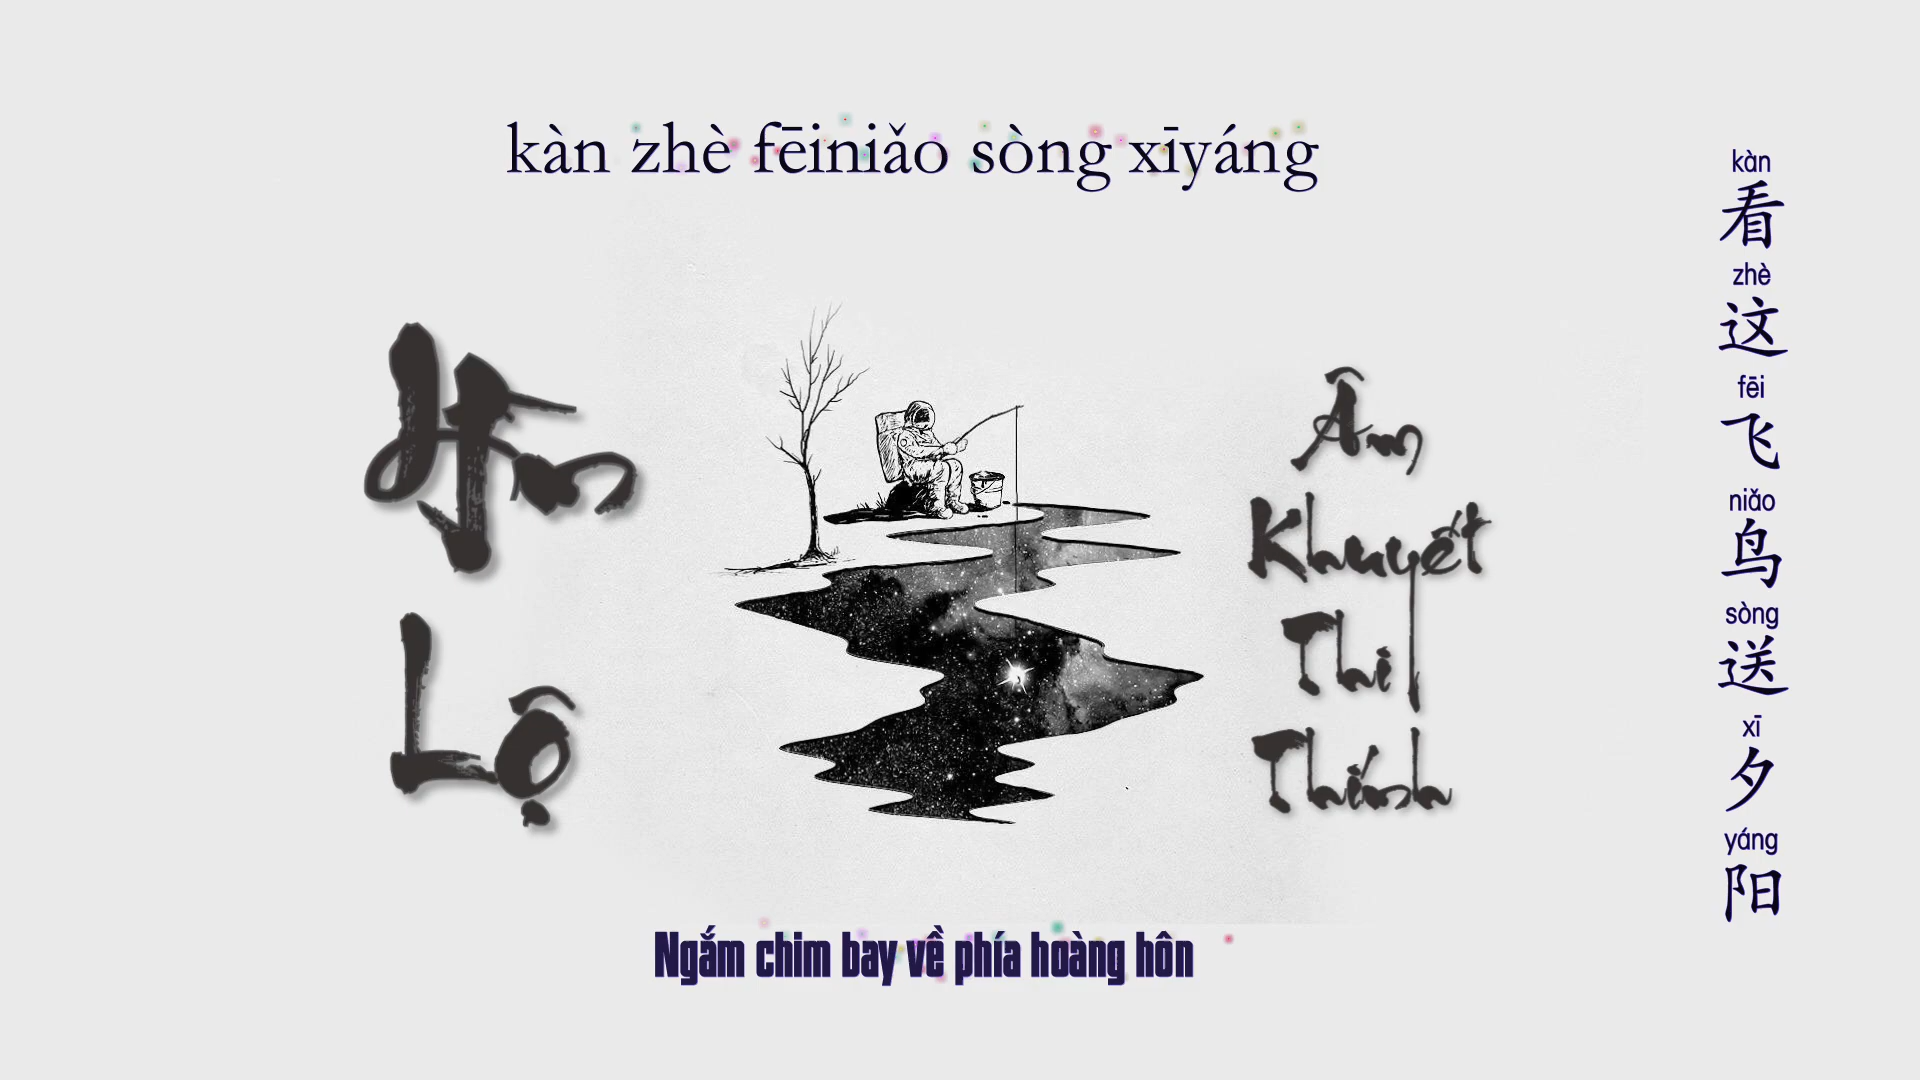 kàn zhè fēiniǎo sòng xīyáng
Hàn
Lộ
Âm
Khuyết
Thi
Thính
kàn
看
zhè
这
fēi
飞
niǎo
鸟
sòng
送
xī
夕
yáng
阳
Ngắm chim bay về phía hoàng hôn